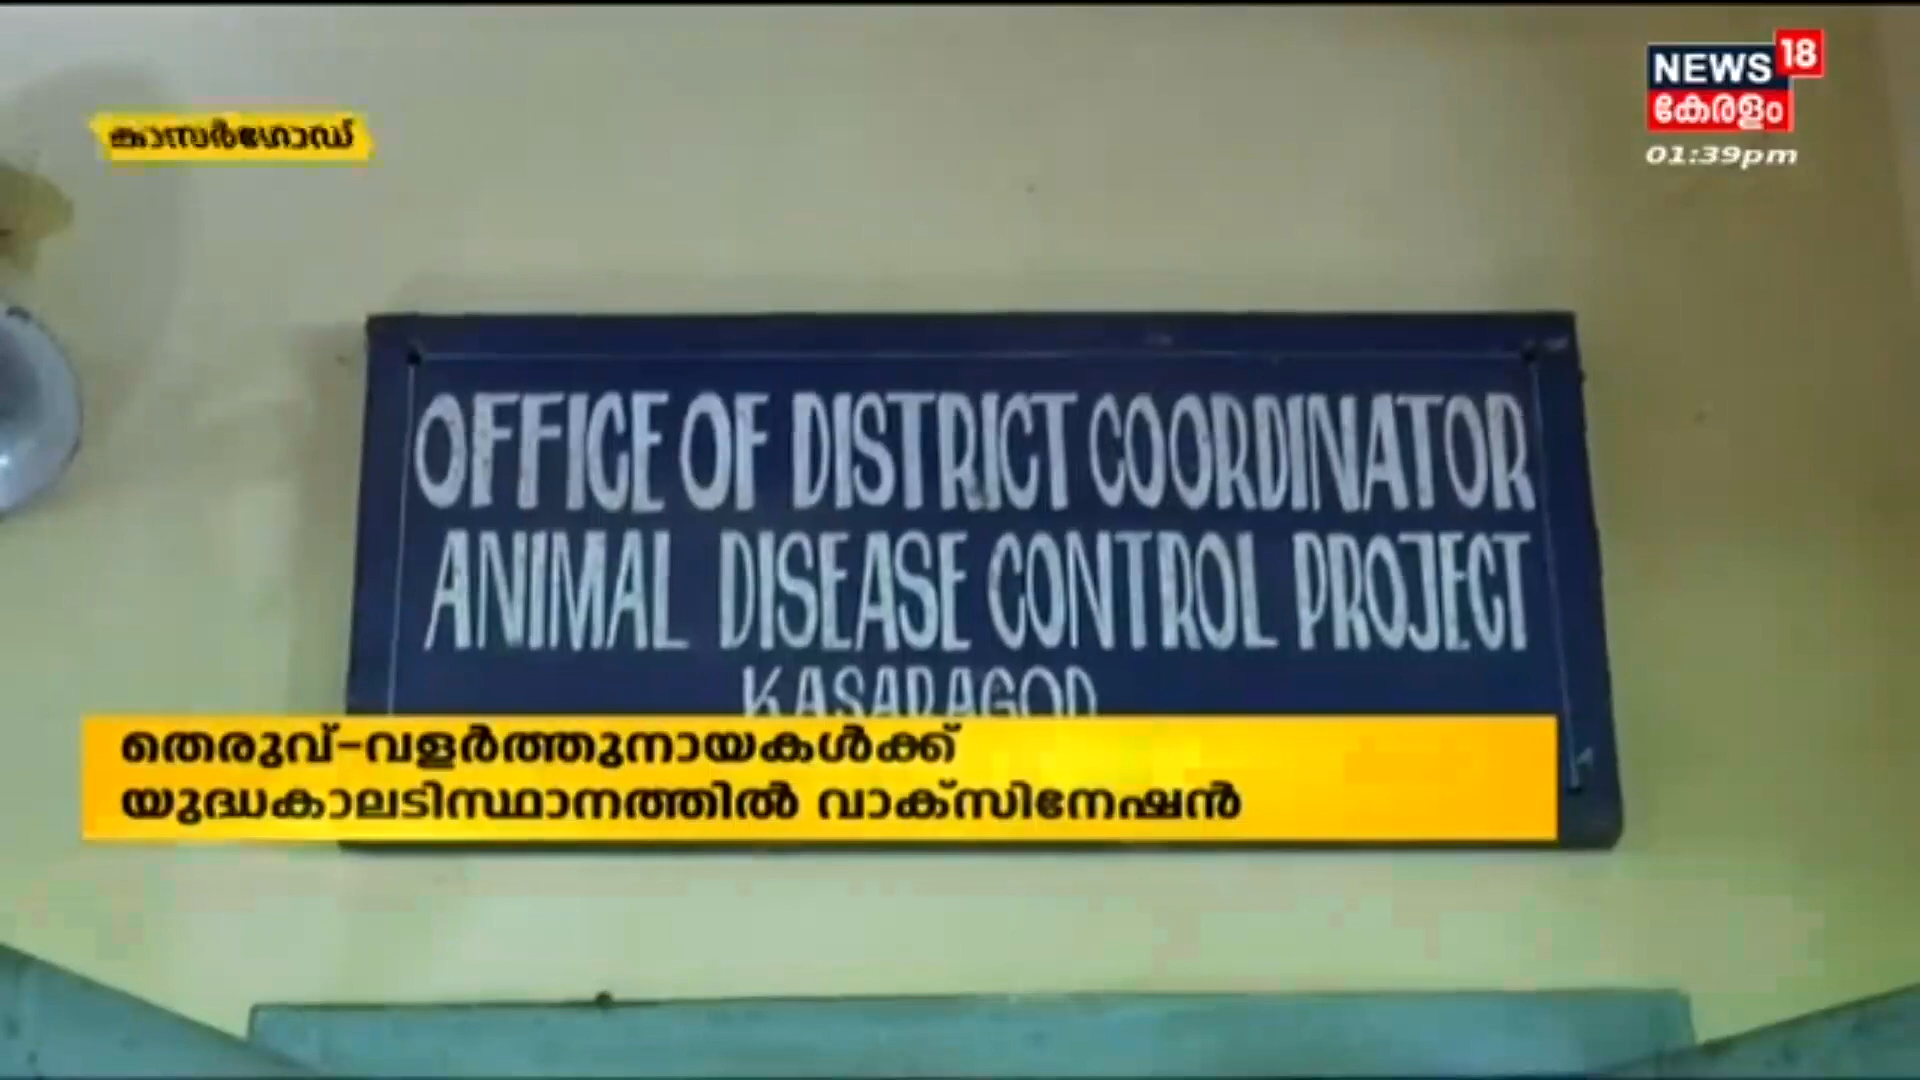 NEWS 18
കേരളം
01:39pm
കാസർഗോഡ്
OFFICE OF DISTRICT COORDINATOR
ANIMAL DISEASE CONTROL PROJECT
KASARAGOD
തെരുവ്-വളർത്തുനായകൾക്ക്
യുദ്ധകാലടിസ്ഥാനത്തിൽ വാക്സിനേഷൻ